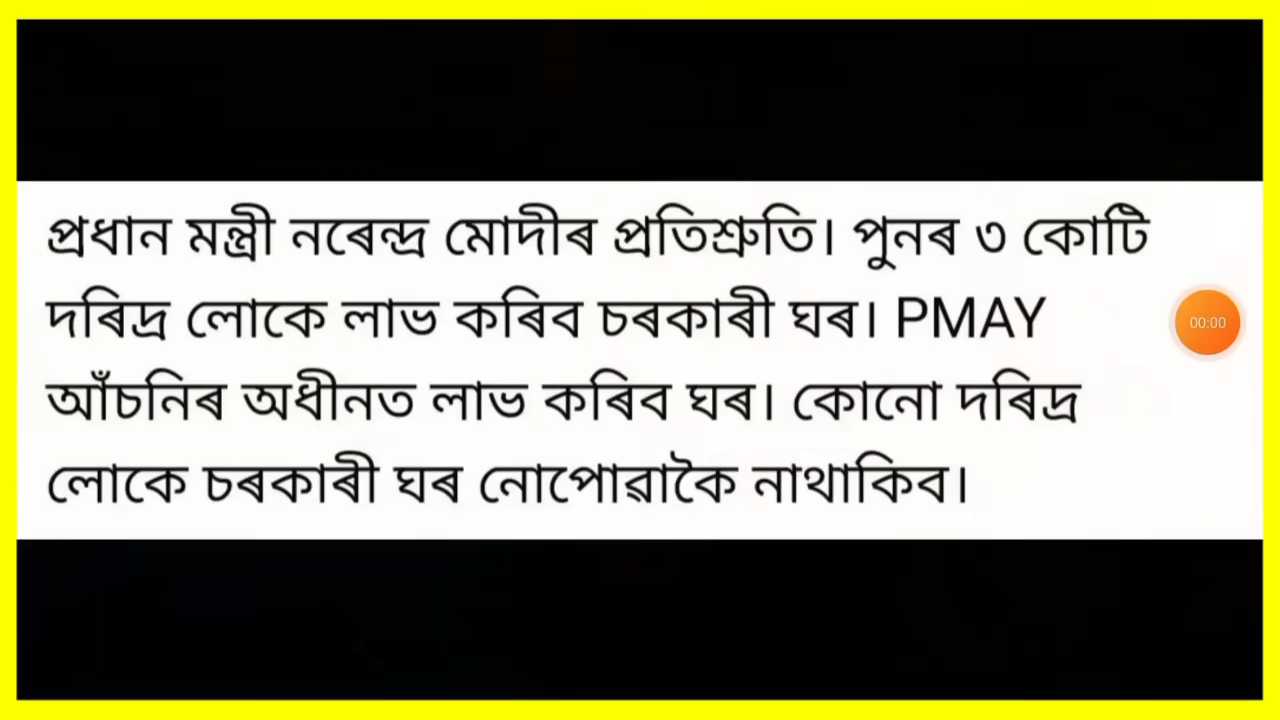 প্ৰধান মন্ত্ৰী নৰেন্দ্ৰ মোদীৰ প্ৰতিশ্ৰুতি। পুনৰ ৩ কোটি
দৰিদ্ৰ লোকে লাভ কৰিব চৰকাৰী ঘৰ। PMAY
00:00
আঁচনিৰ অধীনত লাভ কৰিব ঘৰ। কোনো দৰিদ্ৰ
লোকে চৰকাৰী ঘৰ নোপোৱাকৈ নাথাকিব।